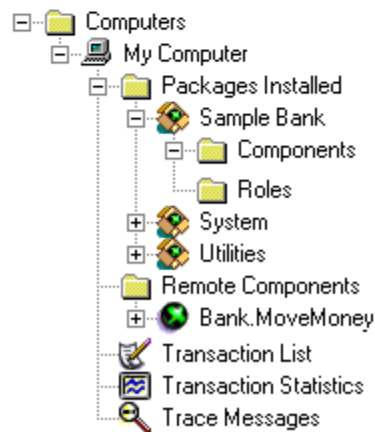 Computers
My Computer
Packages Installed
Sample Bank
Components
Roles
System
Utilities
Remote Components
Bank.MoveMoney
Transaction List
Transaction Statistics
Trace Messages